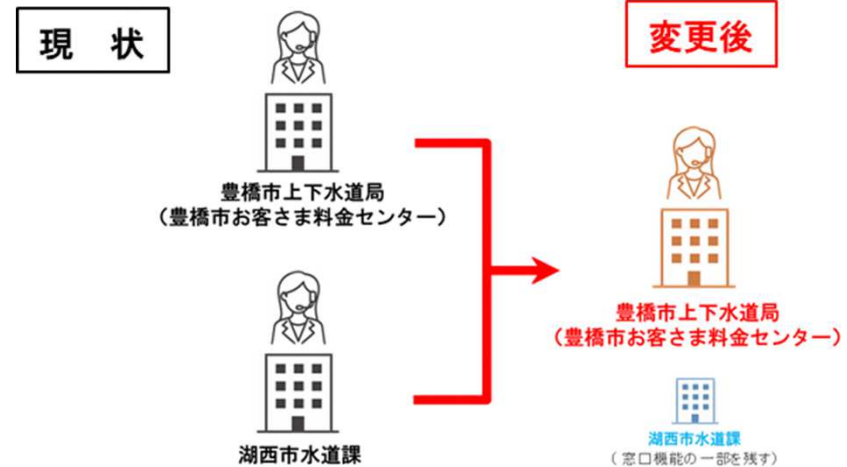 現 状
変更後
豊橋市上下水道局
(豊橋市お客さま料金センター)
湖西市水道課
豊橋市上下水道局
(豊橋市お客さま料金センター)
湖西市水道課
(窓口機能の一部を残す)